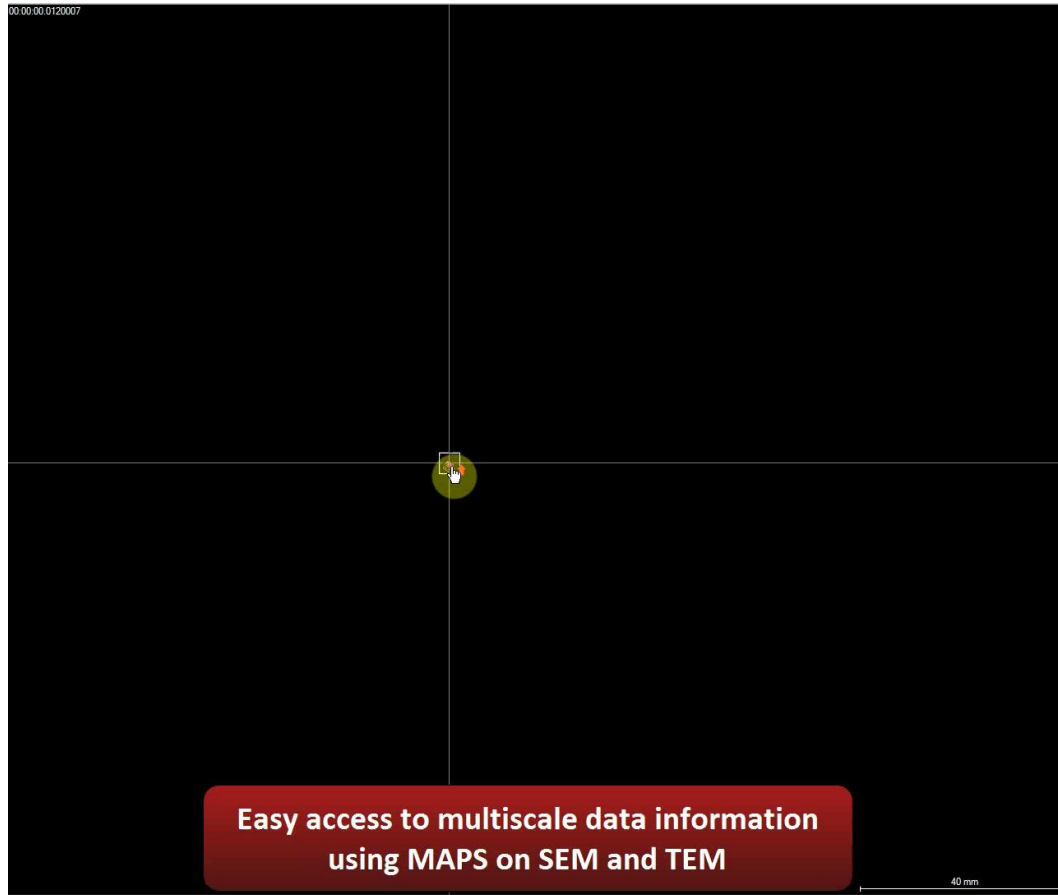 00:00:00.0120007
Easy access to multiscale data information
using MAPS on SEM and TEM
40 mm